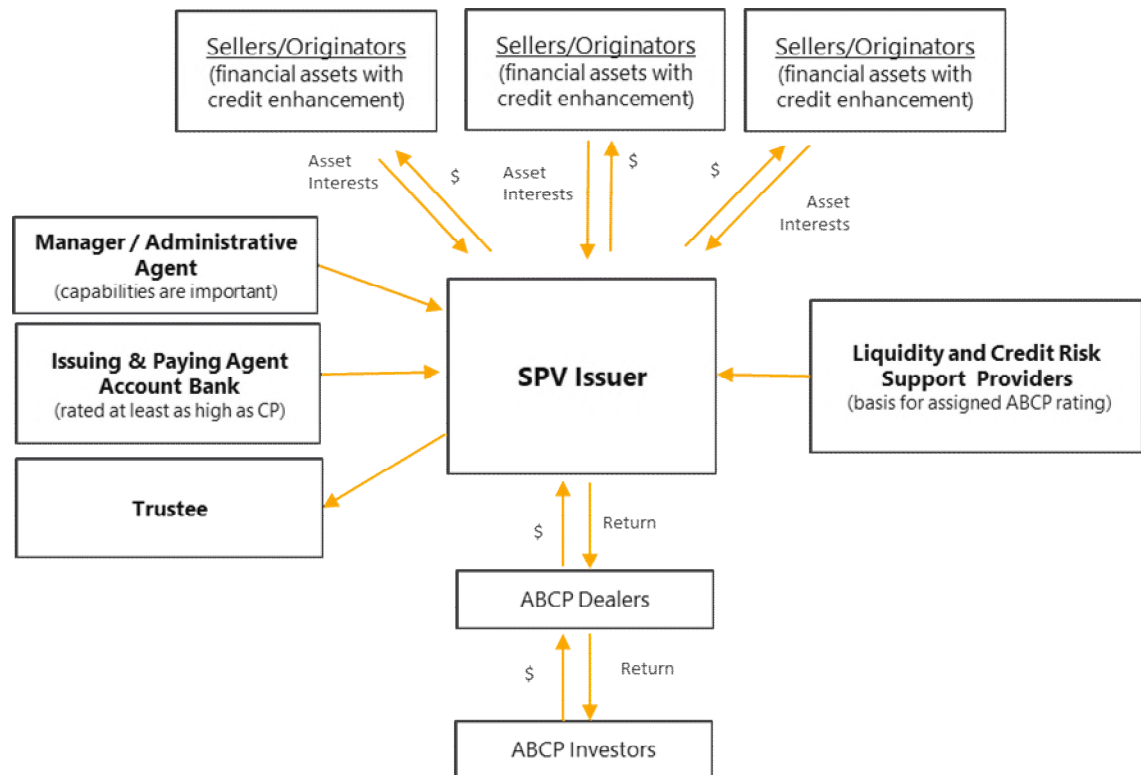 Sellers/Originators
(financial assets with
credit enhancement)
Sellers/Originators
(financial assets with
credit enhancement)
Sellers/Originators
(financial assets with
credit enhancement)
Asset
Interests
$
Asset
Interests
$
$
Asset
Interests
Manager / Administrative
Agent
(capabilities are important)
Issuing & Paying Agent
Account Bank
(rated at least as high as CP)
Trustee
SPV Issuer
Liquidity and Credit Risk
Support Providers
(basis for assigned ABCP rating)
$
Return
ABCP Dealers
$
Return
ABCP Investors